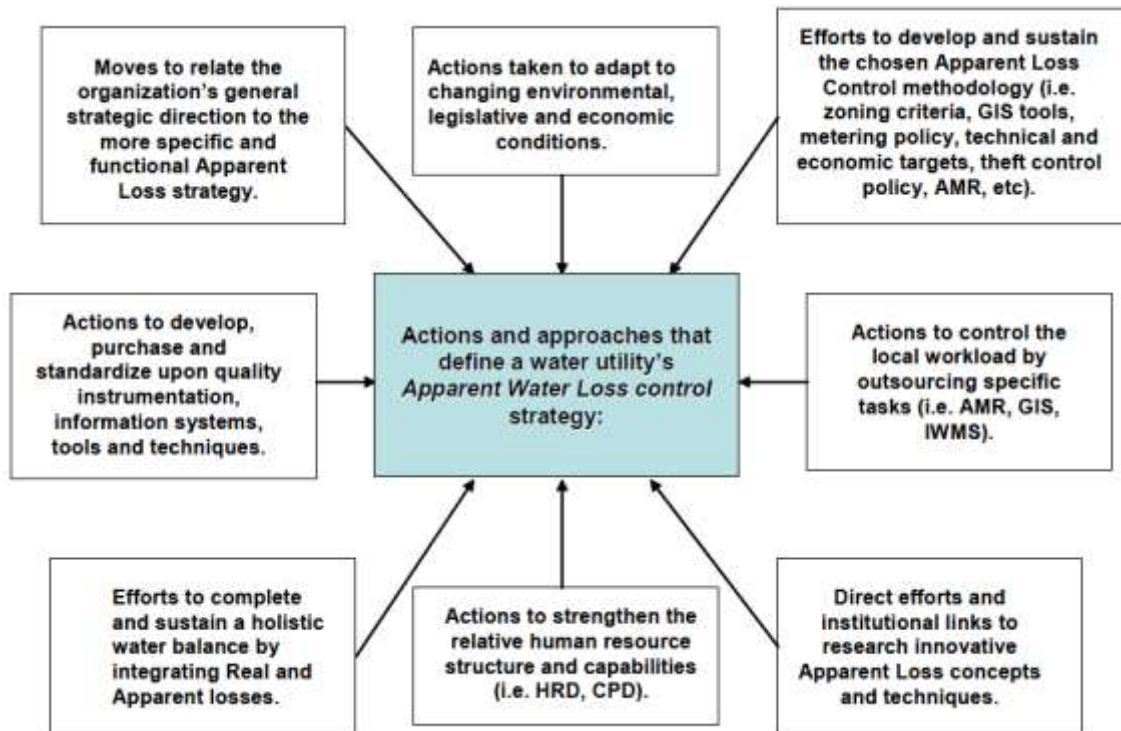 Moves to relate the
organization's general
strategic direction to the
more specific and
functional Apparent
Loss strategy.
Actions taken to adapt to
changing environmental,
legislative and economic
conditions.
Efforts to develop and sustain
the chosen Apparent Loss
Control methodology (i.e.
zoning criteria, GIS tools,
metering policy, technical and
economic targets, theft control
policy, AMR, etc).
Actions to develop,
purchase and
standardize upon quality
instrumentation,
information systems,
tools and techniques.
Actions and approaches that
define a water utility's
Apparent Water Loss control
strategy:
Actions to control the
local workload by
outsourcing specific
tasks (i.e. AMR, GIS,
IWMS).
Efforts to complete
and sustain a holistic
water balance by
integrating Real and
Apparent losses.
Actions to strengthen the
relative human resource
structure and capabilities
(i.e. HRD, CPD).
Direct efforts and
institutional links to
research innovative
Apparent Loss concepts
and techniques.